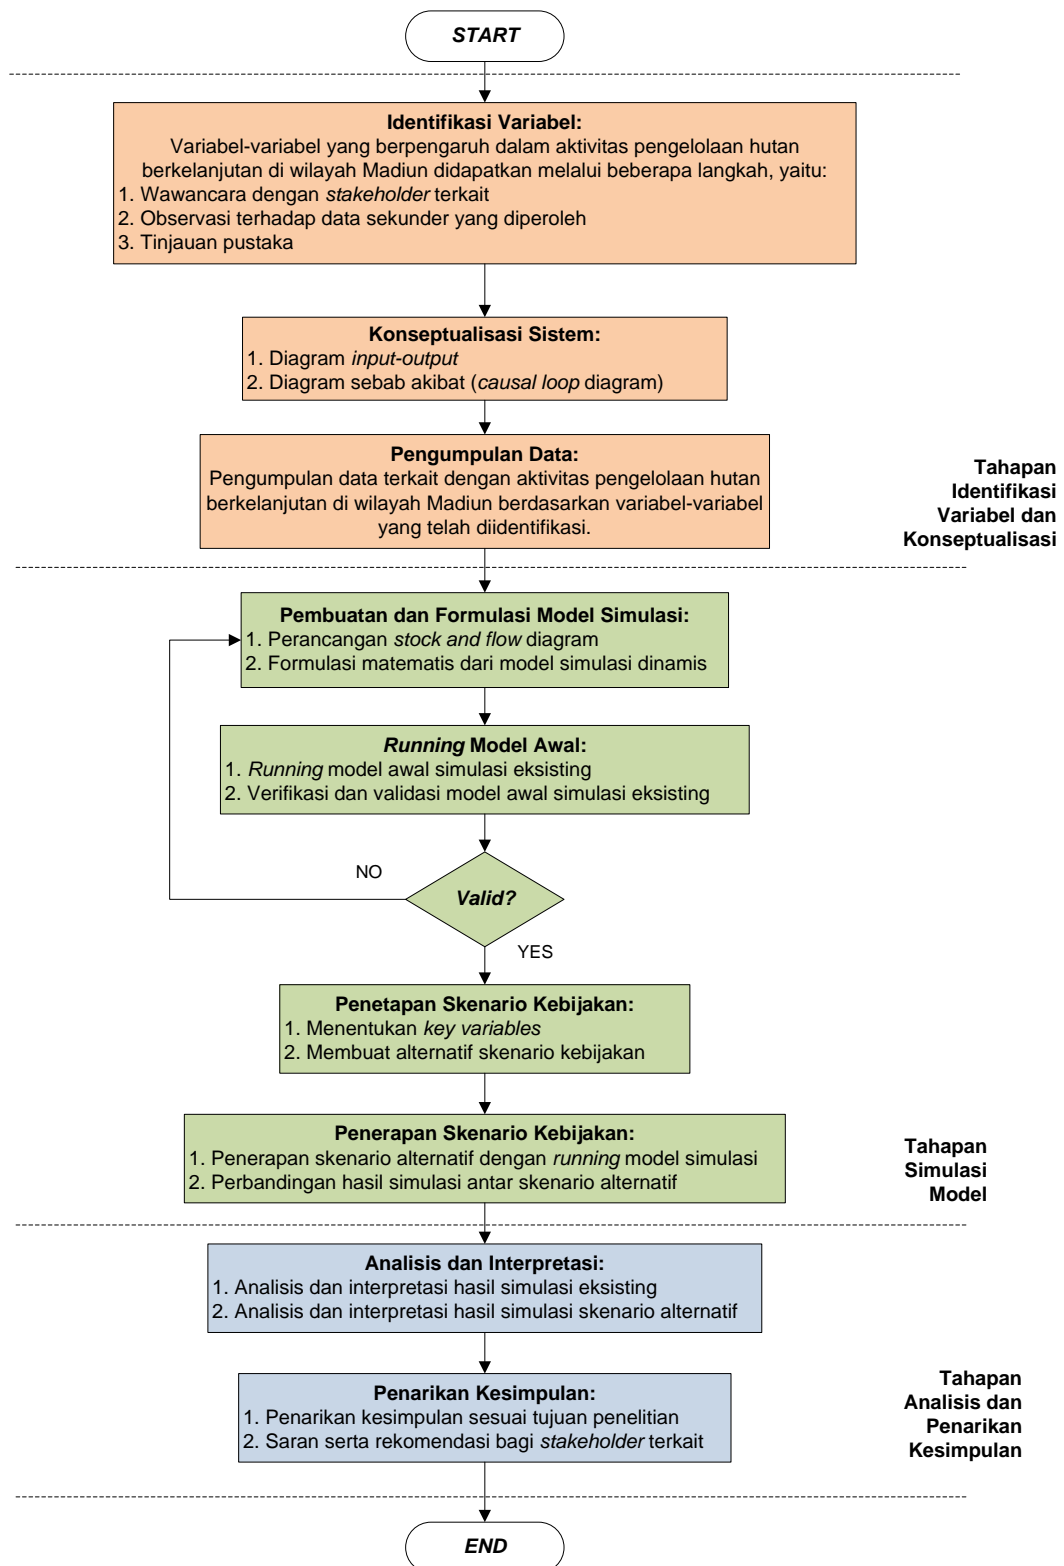 START
Identifikasi Variabel:
Variabel-variabel yang berpengaruh dalam aktivitas pengelolaan hutan
berkelanjutan di wilayah Madiun didapatkan melalui beberapa langkah, yaitu:
1. Wawancara dengan stakeholder terkait
2. Observasi terhadap data sekunder yang diperoleh
3. Tinjauan pustaka
Konseptualisasi Sistem:
1. Diagram input-output
2. Diagram sebab akibat (causal loop diagram)
Pengumpulan Data:
Pengumpulan data terkait dengan aktivitas pengelolaan hutan
berkelanjutan di wilayah Madiun berdasarkan variabel-variabel
yang telah diidentifikasi.
Tahapan
Identifikasi
Variabel dan
Konseptualisasi
Pembuatan dan Formulasi Model Simulasi:
1. Perancangan stock and flow diagram
2. Formulasi matematis dari model simulasi dinamis
Running Model Awal:
1. Running model awal simulasi eksisting
2. Verifikasi dan validasi model awal simulasi eksisting
NO
Valid?
YES
Penetapan Skenario Kebijakan:
1. Menentukan key variables
2. Membuat alternatif skenario kebijakan
Penerapan Skenario Kebijakan:
1. Penerapan skenario alternatif dengan running model simulasi
2. Perbandingan hasil simulasi antar skenario alternatif
Tahapan
Simulasi
Model
Analisis dan Interpretasi:
1. Analisis dan interpretasi hasil simulasi eksisting
2. Analisis dan interpretasi hasil simulasi skenario alternatif
Penarikan Kesimpulan:
1. Penarikan kesimpulan sesuai tujuan penelitian
2. Saran serta rekomendasi bagi stakeholder terkait
Tahapan
Analisis dan
Penarikan
Kesimpulan
END